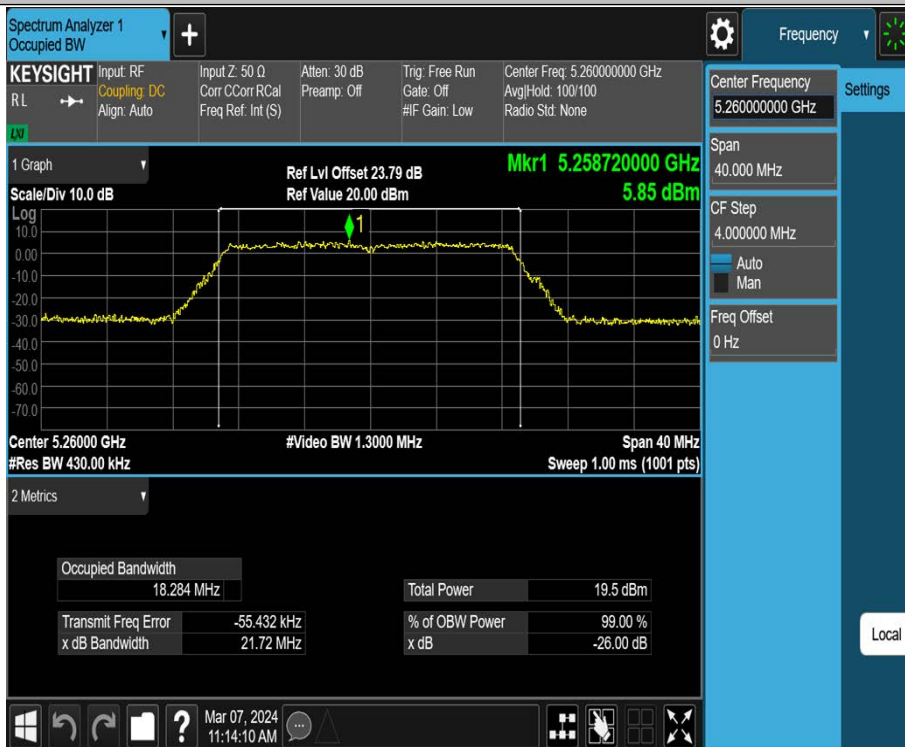 Spectrum Analyzer 1
Occupied BW
+
Frequency
KEYSIGHT
RL
LXI
Input: RF
Coupling: DC
Align: Auto
Input Z: 50 Ω
Corr CCorr RCal
Freq Ref: Int (S)
Atten: 30 dB
Preamp: Off
Trig: Free Run
Gate: Off
#IF Gain: Low
Center Freq: 5.260000000 GHz
Avg|Hold: 100/100
Radio Std: None
Center Frequency
5.260000000 GHz
Settings
Span
40.000 MHz
CF Step
4.000000 MHz
Auto
Man
Freq Offset
0 Hz
Local
1 Graph
Scale/Div 10.0 dB
Ref Lvl Offset 23.79 dB
Ref Value 20.00 dBm
Mkr1 5.258720000 GHz
5.85 dBm
Log
1
10.0
0.00
-10.0
-20.0
-30.0
-40.0
-50.0
-60.0
-70.0
Center 5.26000 GHz
#Video BW 1.3000 MHz
Span 40 MHz
#Res BW 430.00 kHz
Sweep 1.00 ms (1001 pts)
2 Metrics
Occupied Bandwidth
18.284 MHz
Total Power 19.5 dBm
Transmit Freq Error -55.432 kHz
% of OBW Power 99.00 %
x dB Bandwidth 21.72 MHz
x dB -26.00 dB
?
Mar 07, 2024
11:14:10 AM